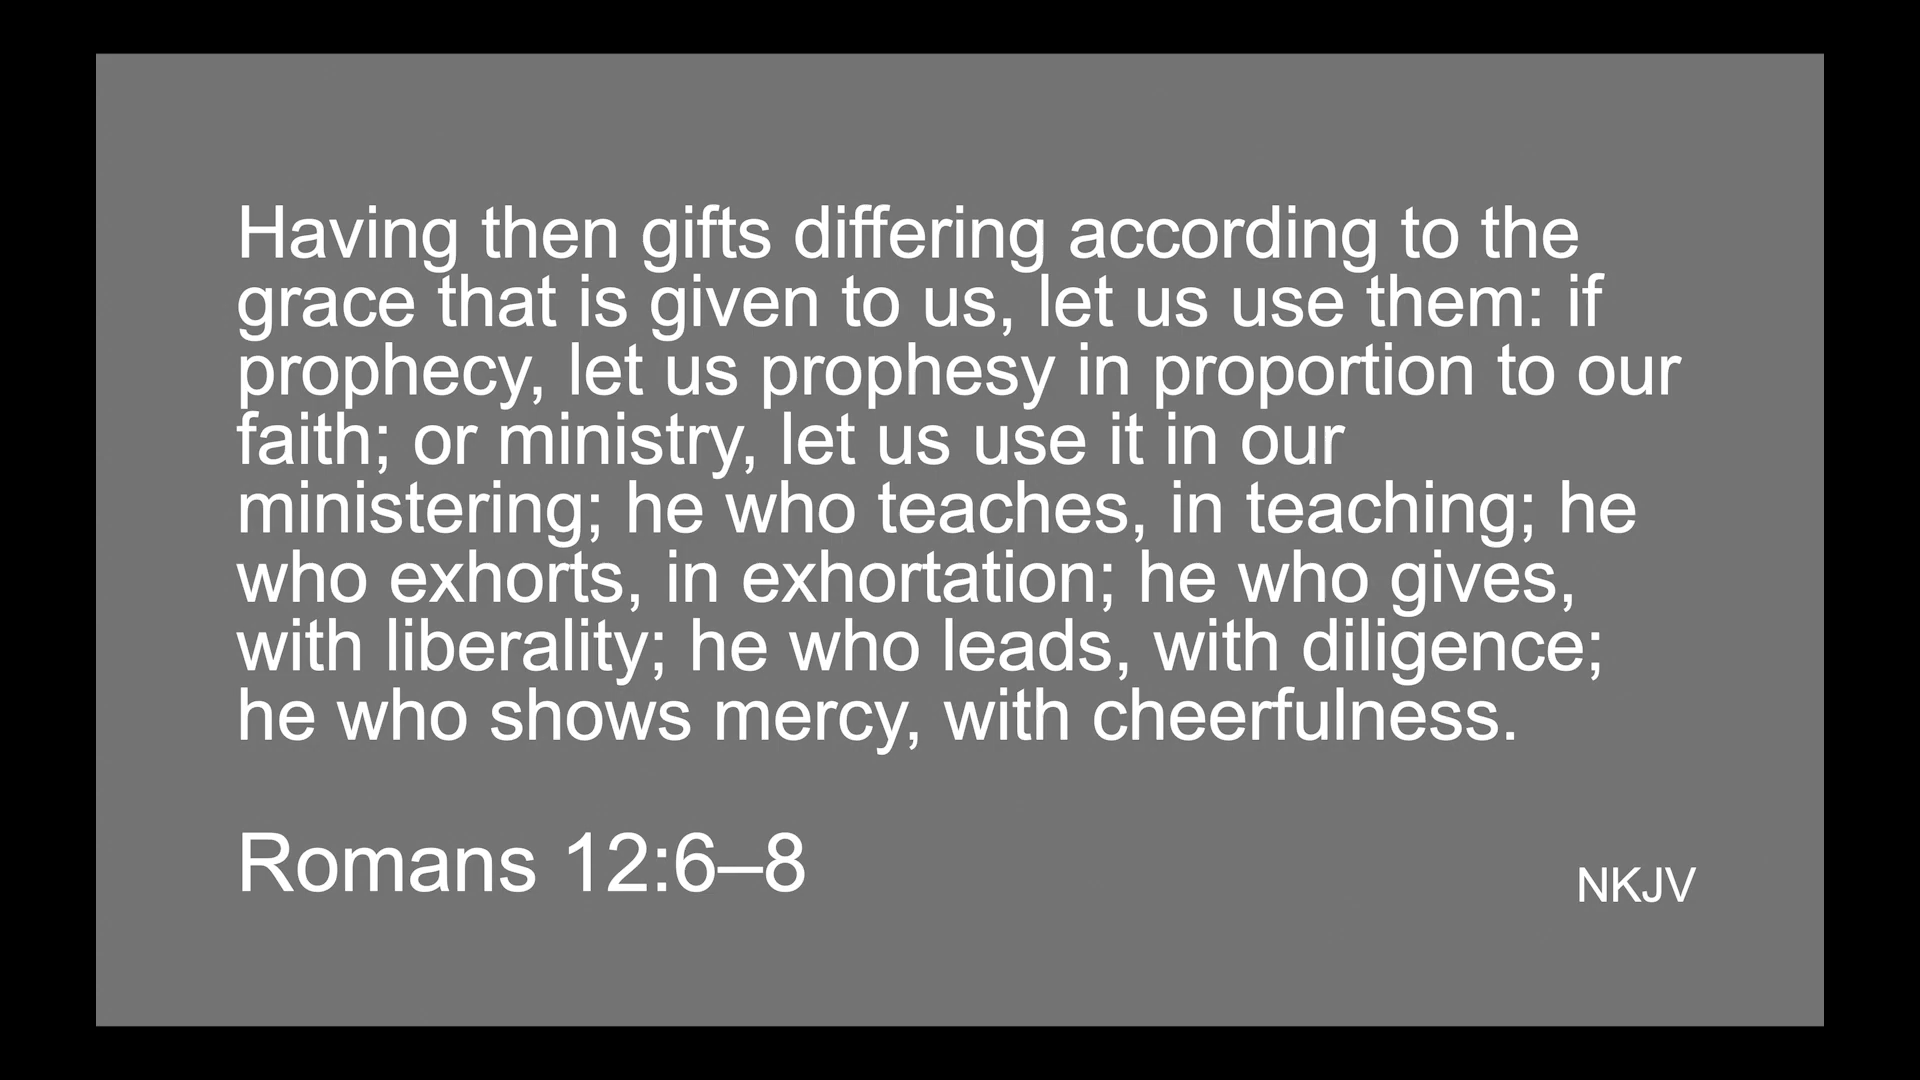 Having then gifts differing according to the
grace that is given to us, let us use them: if
prophecy, let us prophesy in proportion to our
faith; or ministry, let us use it in our
ministering; he who teaches, in teaching; he
who exhorts, in exhortation; he who gives,
with liberality; he who leads, with diligence;
he who shows mercy, with cheerfulness.
Romans 12:6–8
NKJV